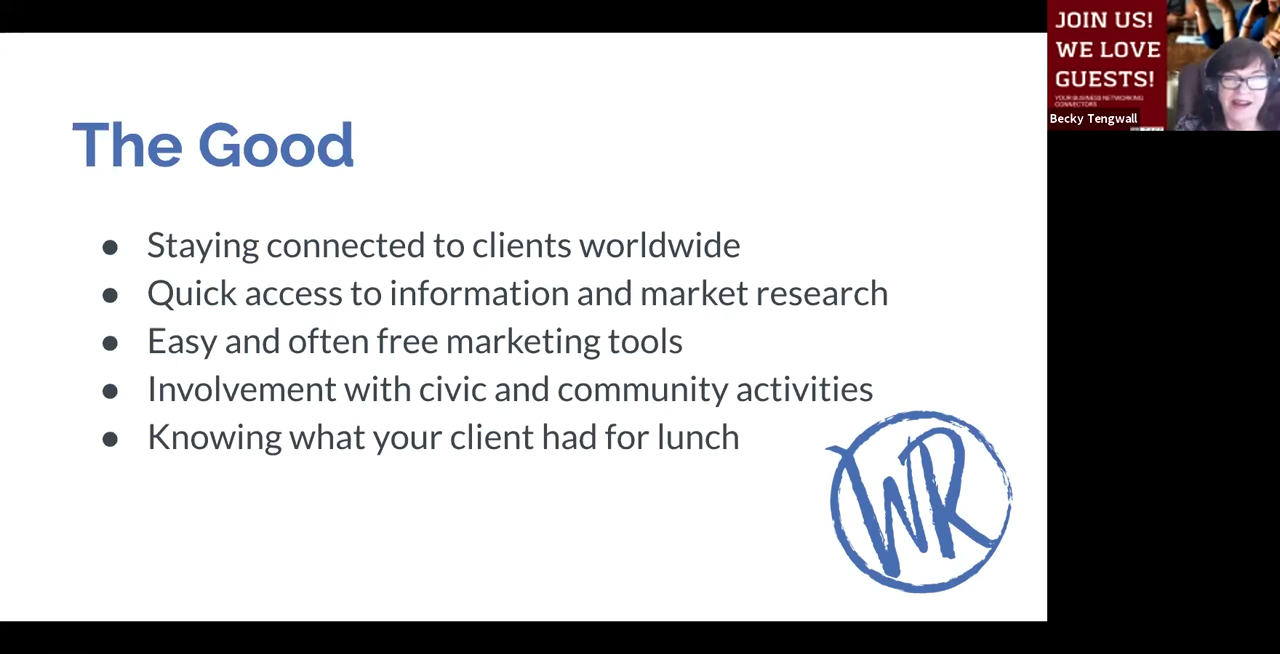 The Good
● Staying connected to clients worldwide
● Quick access to information and market research
● Easy and often free marketing tools
● Involvement with civic and community activities
● Knowing what your client had for lunch
WR
JOIN US!
WE LOVE
GUESTS!
YOUR BUSINESS NETWORKING
CONNECTORS
Becky Tengwall